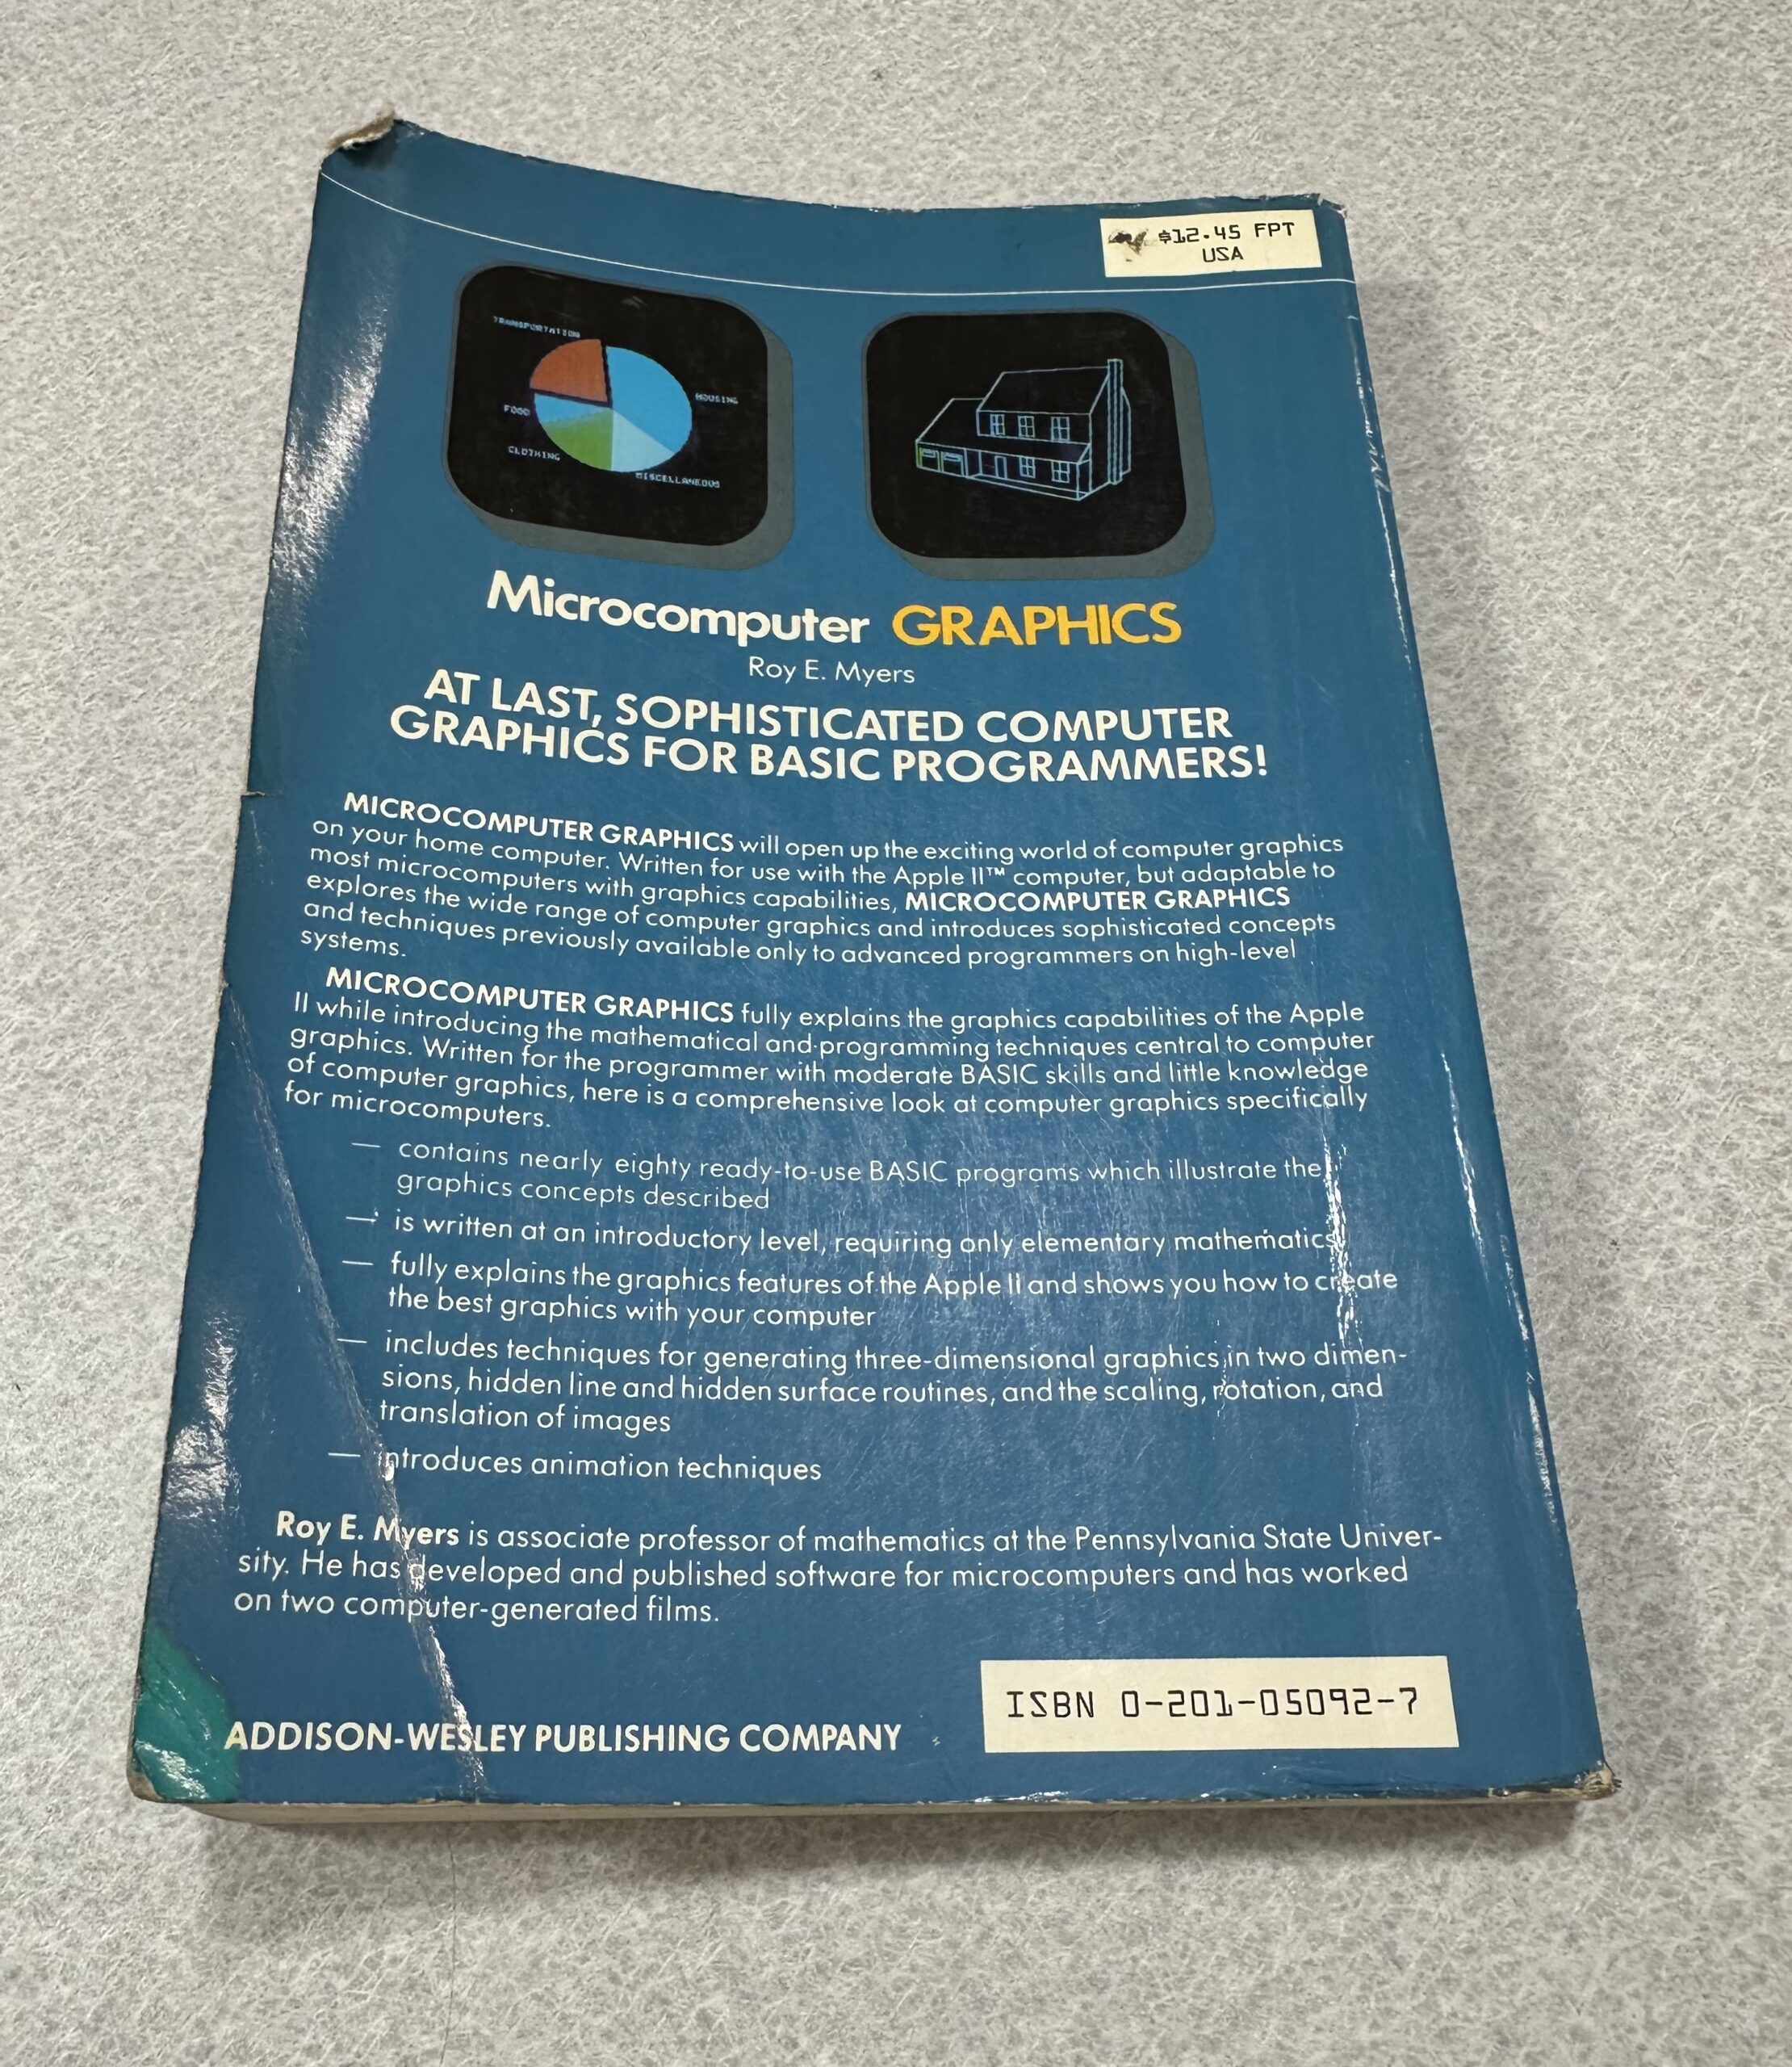 $12.45 FPT
USA
TRANSPORTATION
HOUSING
FOOD
CLOTHING
MISCELLANEOUS
Microcomputer GRAPHICS
Roy E. Myers
AT LAST, SOPHISTICATED COMPUTER
GRAPHICS FOR BASIC PROGRAMMERS!
MICROCOMPUTER GRAPHICS will open up the exciting world of computer graphics
on your home computer. Written for use with the Apple II™ computer, but adaptable to
most microcomputers with graphics capabilities, MICROCOMPUTER GRAPHICS
explores the wide range of computer graphics and introduces sophisticated concepts
and techniques previously available only to advanced programmers on high-level
systems.
MICROCOMPUTER GRAPHICS fully explains the graphics capabilities of the Apple
II while introducing the mathematical and programming techniques central to computer
graphics. Written for the programmer with moderate BASIC skills and little knowledge
of computer graphics, here is a comprehensive look at computer graphics specifically
for microcomputers.
— contains nearly eighty ready-to-use BASIC programs which illustrate the
graphics concepts described
— is written at an introductory level, requiring only elementary mathematics
— fully explains the graphics features of the Apple II and shows you how to create
the best graphics with your computer
— includes techniques for generating three-dimensional graphics in two dimen-
sions, hidden line and hidden surface routines, and the scaling, rotation, and
translation of images
— introduces animation techniques
Roy E. Myers is associate professor of mathematics at the Pennsylvania State Univer-
sity. He has developed and published software for microcomputers and has worked
on two computer-generated films.
ISBN 0-201-05092-7
ADDISON-WESLEY PUBLISHING COMPANY